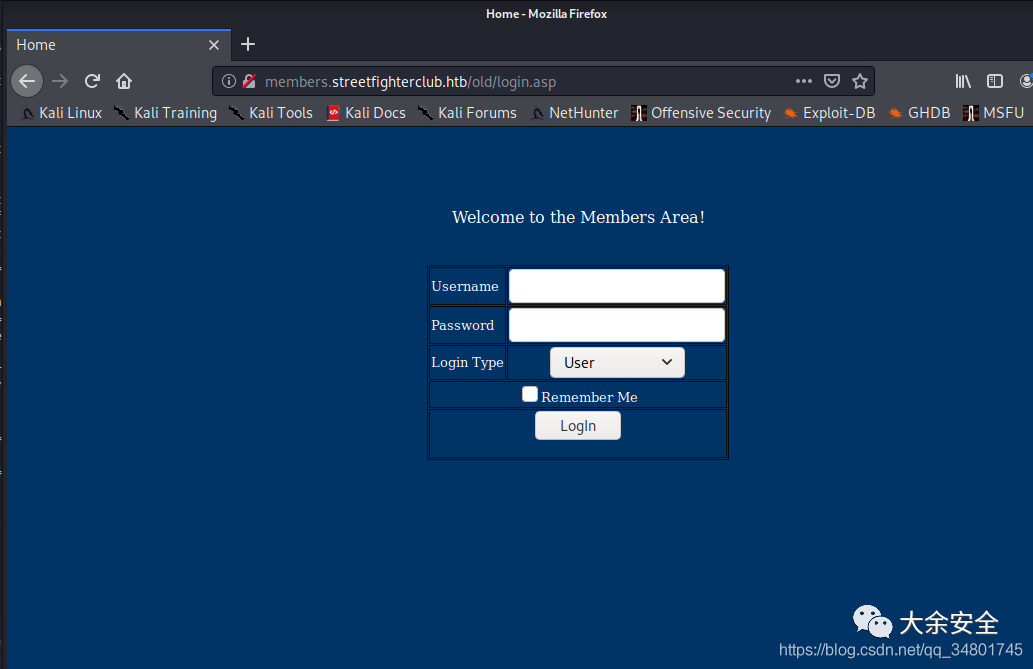 Home - Mozilla Firefox
Home
members.streetfighterclub.htb/old/login.asp
Kali Linux Kali Training Kali Tools Kali Docs Kali Forums NetHunter Offensive Security Exploit-DB GHDB MSFU
Welcome to the Members Area!
Username
Password
Login Type User
Remember Me
LogIn
大余安全
https://blog.csdn.net/qq_34801745